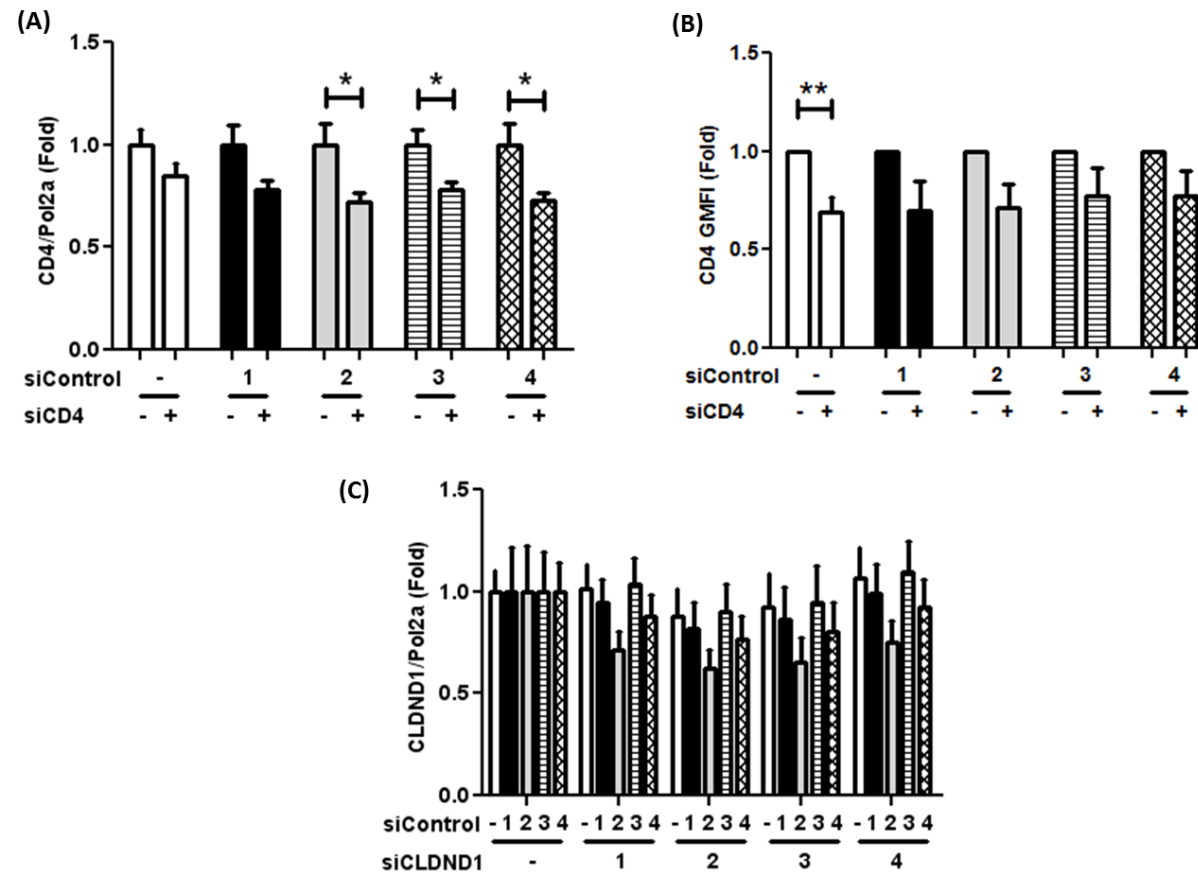 (A)
CD4/Pol2a (Fold)
1.5
1.0
0.5
0.0
* * *
siControl - 1 2 3 4
siCD4 - + - + - + - + - +
(B)
CD4 GMFI (Fold)
1.5
1.0
0.5
0.0
**
siControl - 1 2 3 4
siCD4 - + - + - + - + - +
(C)
CLDND1/Pol2a (Fold)
1.5
1.0
0.5
0.0
siControl - 1 2 3 4 - 1 2 3 4 - 1 2 3 4 - 1 2 3 4 - 1 2 3 4
siCLDND1 - 1 2 3 4